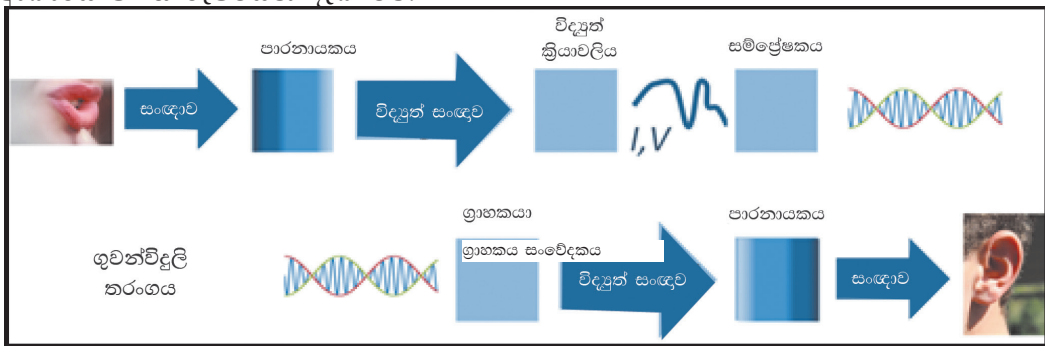 විද්‍යුත්
ක්‍රියාවලිය
පාරනායකය
සම්ප්‍රේෂකය
සංඥාව
විද්‍යුත් සංඥාව
I,V
ග්‍රාහකයා
පාරනායකය
ග්‍රාහකය සංවේදකය
ගුවන්විදුලි
තරංගය
විද්‍යුත් සංඥාව
සංඥාව